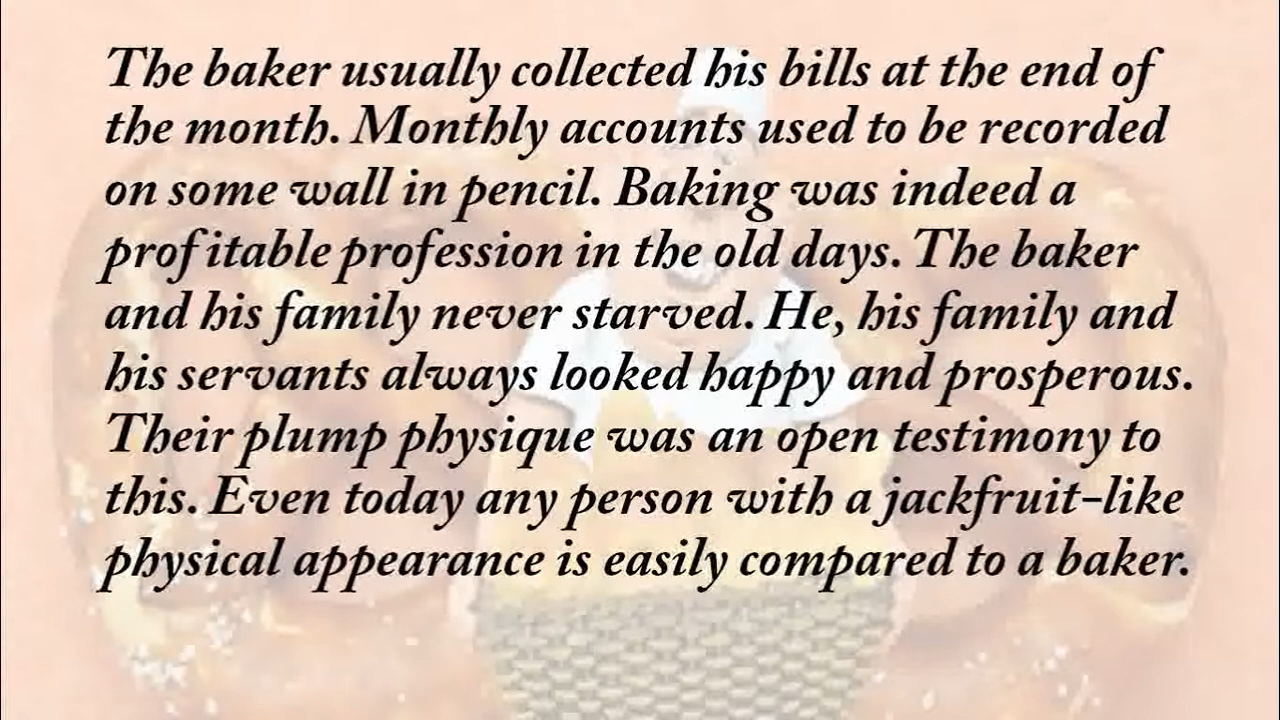 The baker usually collected his bills at the end of
the month. Monthly accounts used to be recorded
on some wall in pencil. Baking was indeed a
profitable profession in the old days. The baker
and his family never starved. He, his family and
his servants always looked happy and prosperous.
Their plump physique was an open testimony to
this. Even today any person with a jackfruit-like
physical appearance is easily compared to a baker.